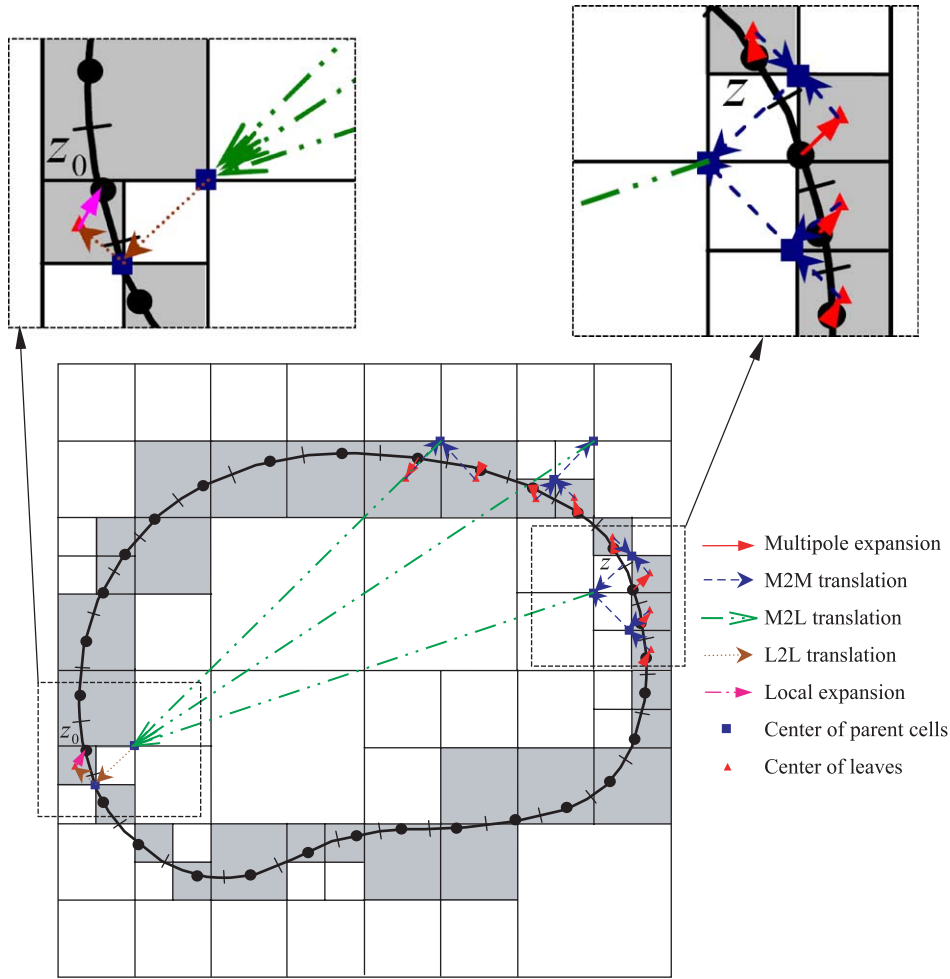 z₀
z
z
z₀
Multipole expansion
M2M translation
M2L translation
L2L translation
Local expansion
Center of parent cells
Center of leaves